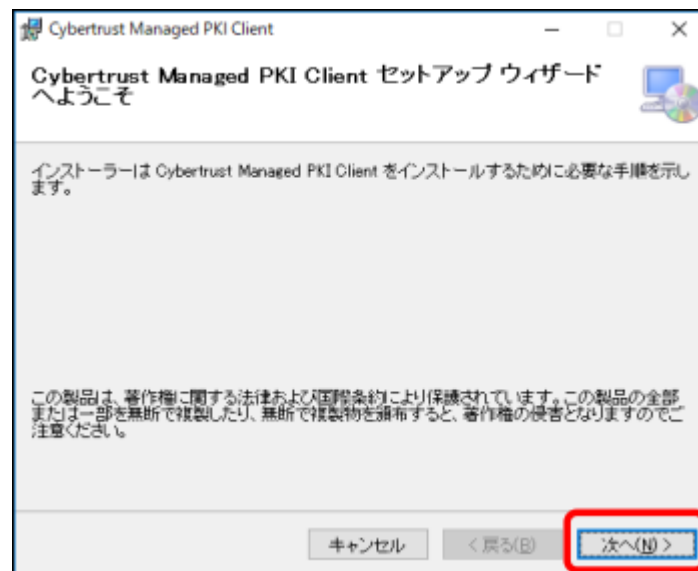 Cybertrust Managed PKI Client
Cybertrust Managed PKI Client セットアップ ウィザード
へようこそ
インストーラーは Cybertrust Managed PKI Client をインストールするために必要な手順を示し
ます。
この製品は、著作権に関する法律および国際条約により保護されています。この製品の全部
または一部を無断で複製したり、無断で複製物を頒布すると、著作権の侵害となりますのでご
注意ください。
キャンセル
< 戻る(B)
次へ(N) >